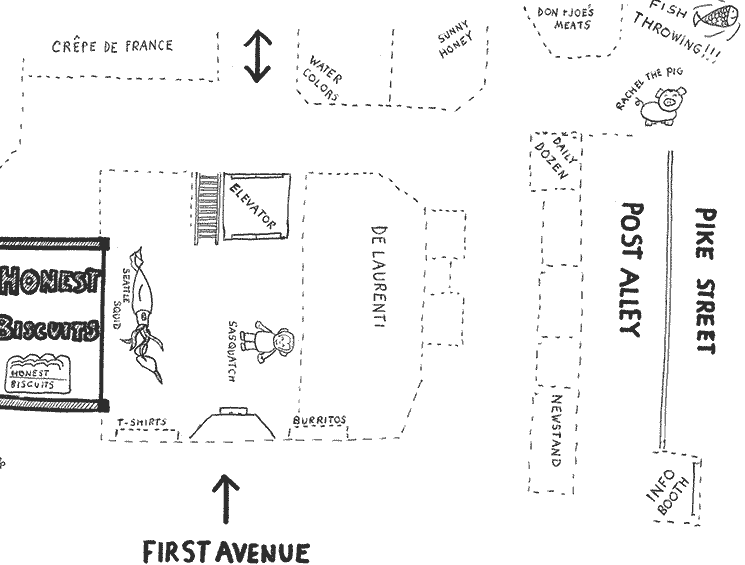 CRÊPE DE FRANCE
WATER
COLORS
SUNNY
HONEY
DON + JOE'S
MEATS
FISH
THROWING!!!
RACHEL THE PIG
DAILY
DOZEN
ELEVATOR
DE LAURENTI
POST ALLEY
PIKE STREET
HONEST
BISCUITS
HONEST
BISCUITS
SEATTLE
SQUID
SASQUATCH
T-SHIRTS
BURRITOS
NEWSTAND
INFO
BOOTH
FIRST AVENUE